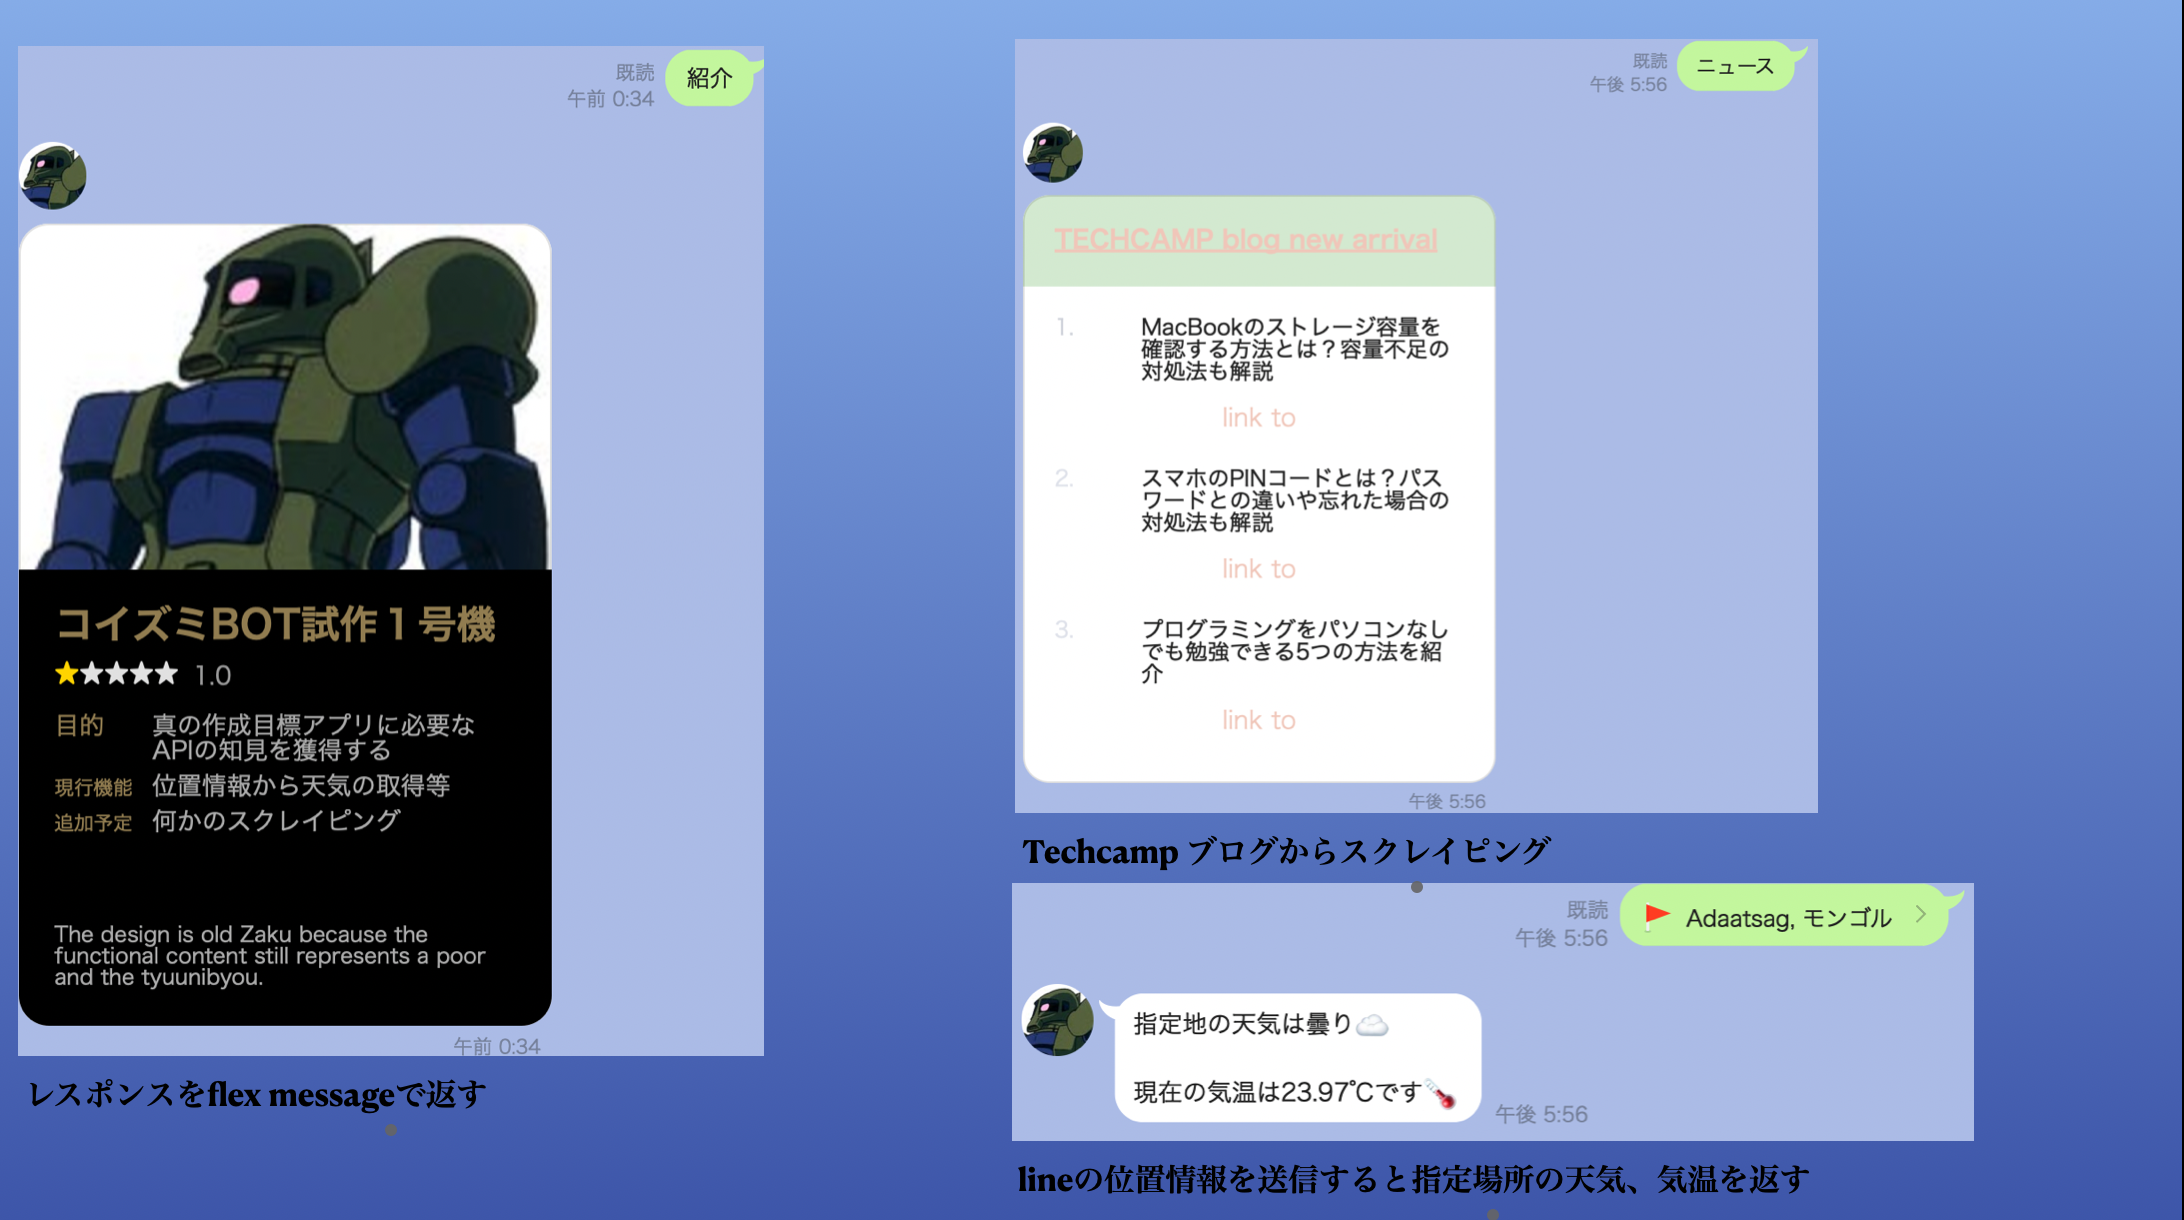 既読
午前 0:34
紹介
コイズミBOT試作１号機
1.0
目的 真の作成目標アプリに必要な
APIの知見を獲得する
現行機能 位置情報から天気の取得等
追加予定 何かのスクレイピング
The design is old Zaku because the
functional content still represents a poor
and the tyuunibyou.
午前 0:34
レスポンスをflex messageで返す
既読
午後 5:56
ニュース
TECHCAMP blog new arrival
1. MacBookのストレージ容量を
確認する方法とは？容量不足の
対処法も解説
link to
2. スマホのPINコードとは？パス
ワードとの違いや忘れた場合の
対処法も解説
link to
3. プログラミングをパソコンなし
でも勉強できる5つの方法を紹
介
link to
午後 5:56
Techcamp ブログからスクレイピング
既読
午後 5:56
Adaatsag, モンゴル
指定地の天気は曇り☁️
現在の気温は23.97℃です🌡️
午後 5:56
lineの位置情報を送信すると指定場所の天気、気温を返す